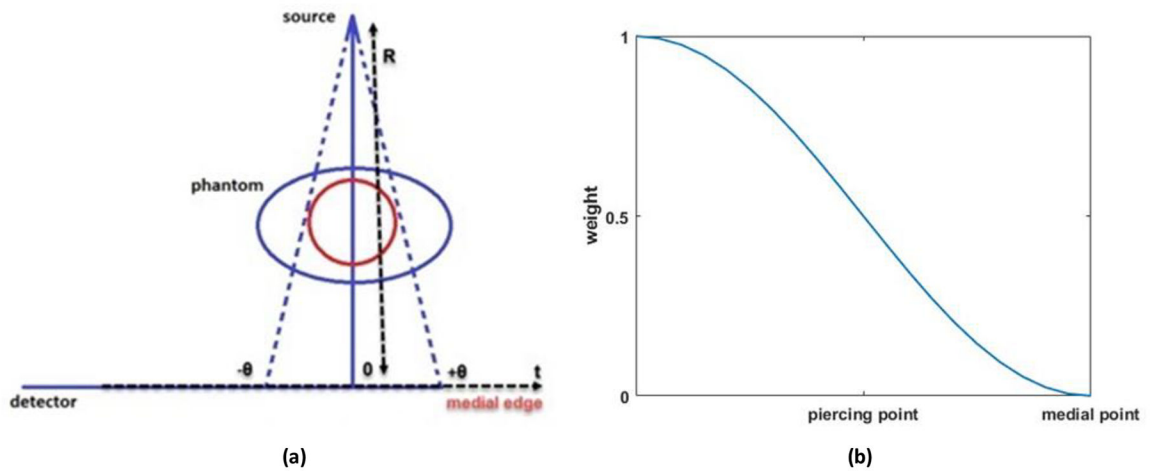 source
R
phantom
-θ
0
+θ
t
detector
medial edge
(a)
1
0.5
0
weight
piercing point
medial point
(b)